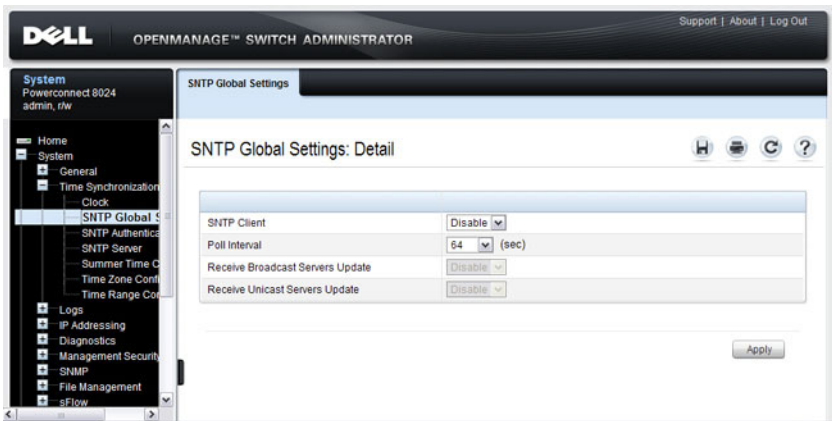 Support | About | Log Out
DELL OPENMANAGE™ SWITCH ADMINISTRATOR
System
Powerconnect 8024
admin, r/w
SNTP Global Settings
Home
System
General
Time Synchronization
Clock
SNTP Global S
SNTP Authentica
SNTP Server
Summer Time C
Time Zone Confi
Time Range Con
Logs
IP Addressing
Diagnostics
Management Security
SNMP
File Management
sFlow
SNTP Global Settings: Detail
SNTP Client Disable
Poll Interval 64 (sec)
Receive Broadcast Servers Update Disable
Receive Unicast Servers Update Disable
Apply